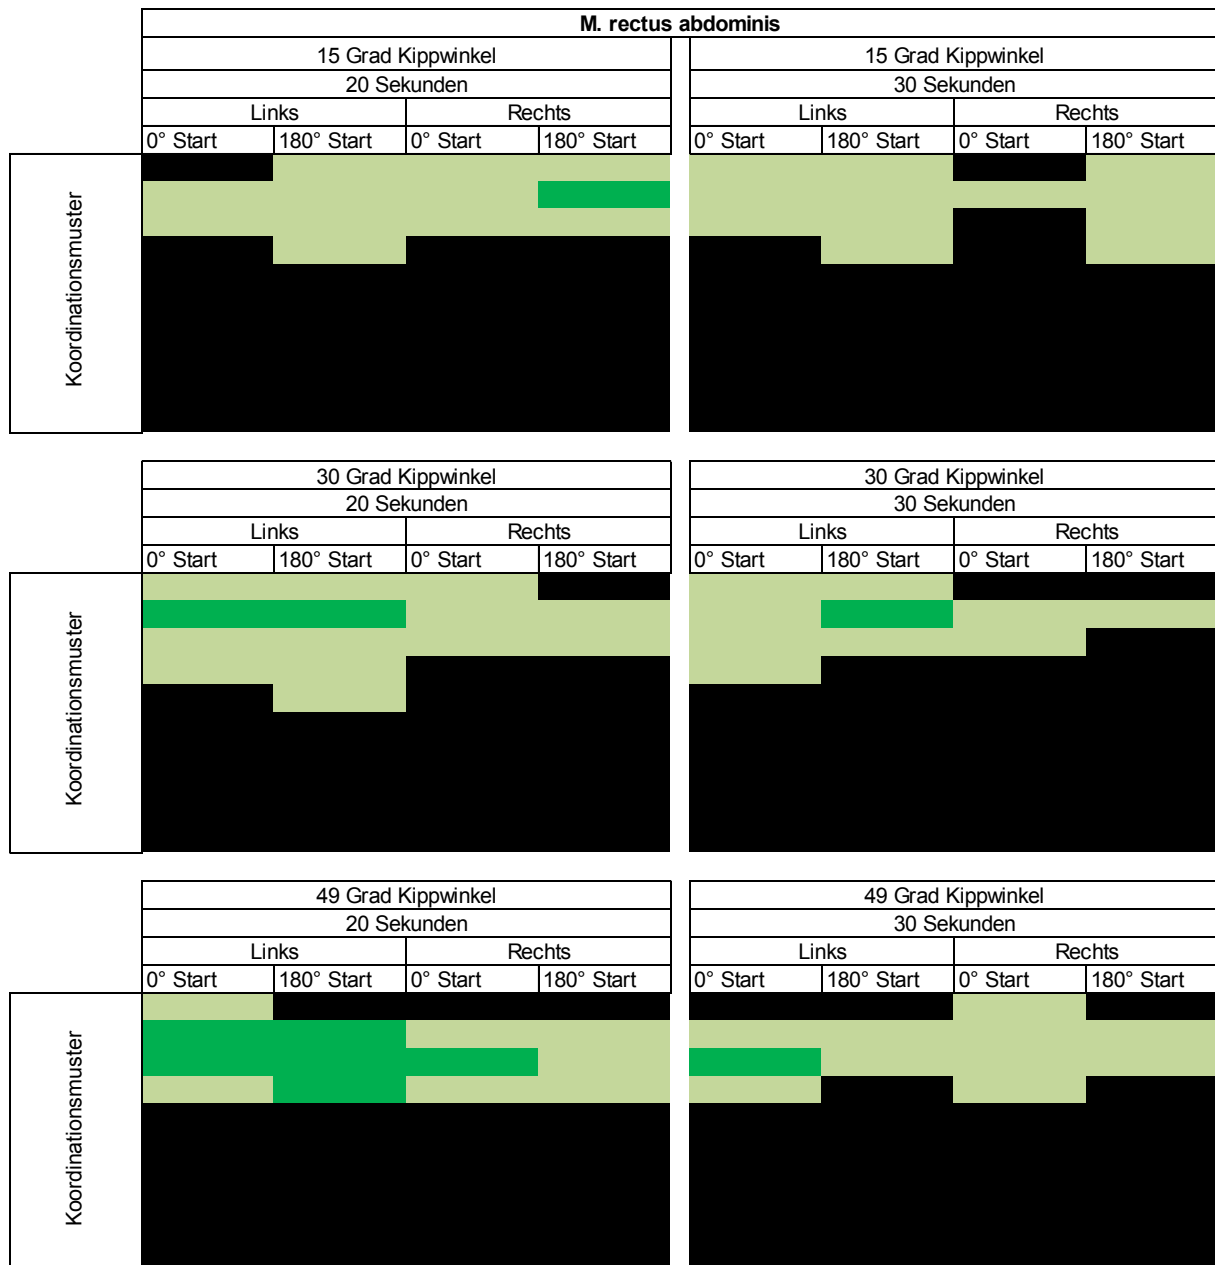 M. rectus abdominis
15 Grad Kippwinkel 15 Grad Kippwinkel
20 Sekunden 30 Sekunden
Links Rechts Links Rechts
0° Start 180° Start 0° Start 180° Start 0° Start 180° Start 0° Start 180° Start
Koordinationsmuster
30 Grad Kippwinkel 30 Grad Kippwinkel
20 Sekunden 30 Sekunden
Links Rechts Links Rechts
0° Start 180° Start 0° Start 180° Start 0° Start 180° Start 0° Start 180° Start
Koordinationsmuster
49 Grad Kippwinkel 49 Grad Kippwinkel
20 Sekunden 30 Sekunden
Links Rechts Links Rechts
0° Start 180° Start 0° Start 180° Start 0° Start 180° Start 0° Start 180° Start
Koordinationsmuster